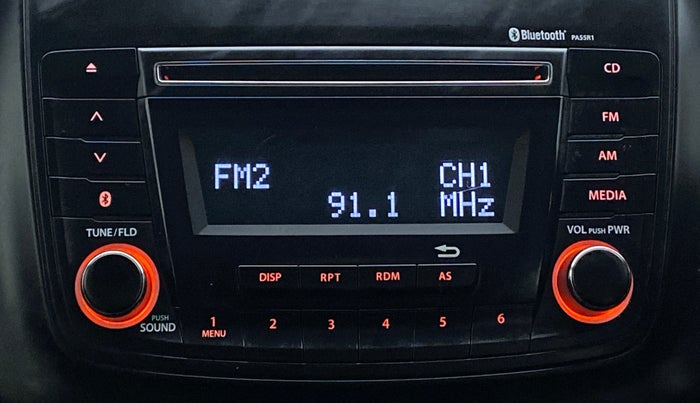 Bluetooth PA55R1
CD
FM
AM
MEDIA
FM2 CH1
91.1 MHz
TUNE/FLD
VOL PUSH PWR
DISP RPT RDM AS
PUSH
SOUND
1 2 3 4 5 6
MENU